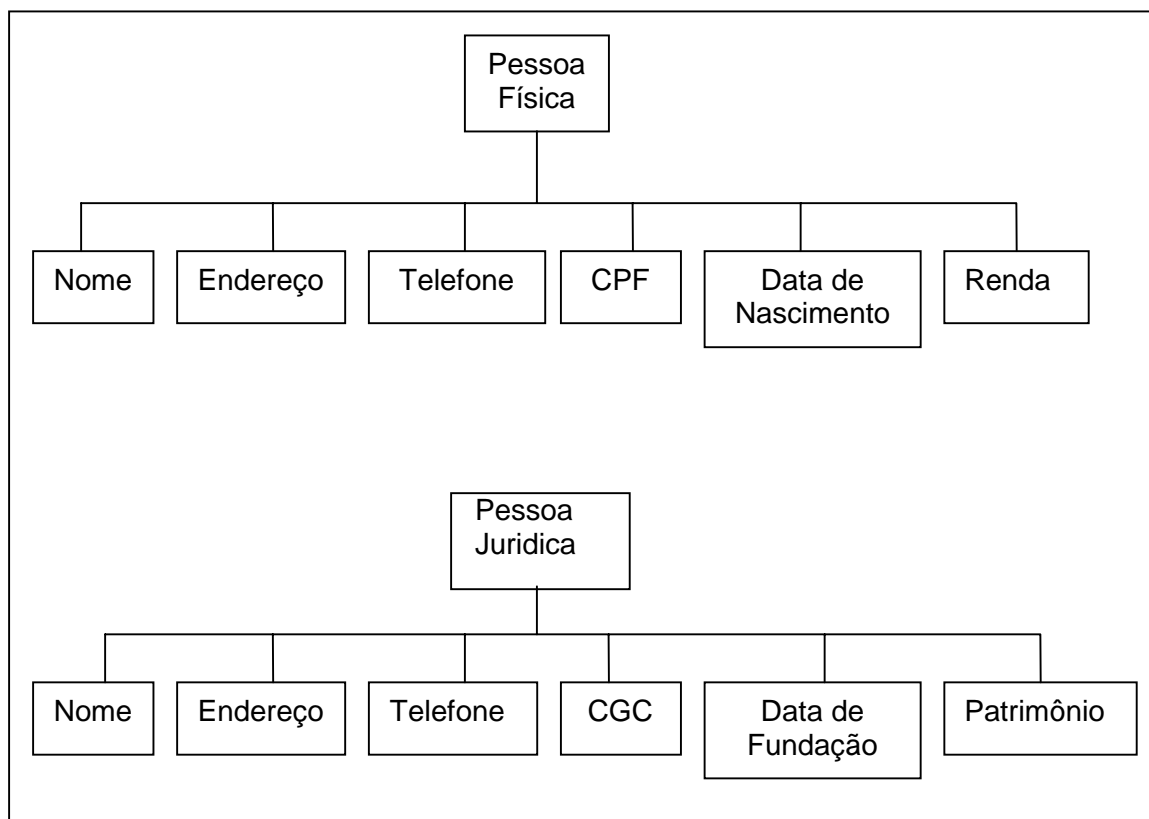 Pessoa
Física
Nome
Endereço
Telefone
CPF
Data de
Nascimento
Renda
Pessoa
Juridica
Nome
Endereço
Telefone
CGC
Data de
Fundação
Patrimônio